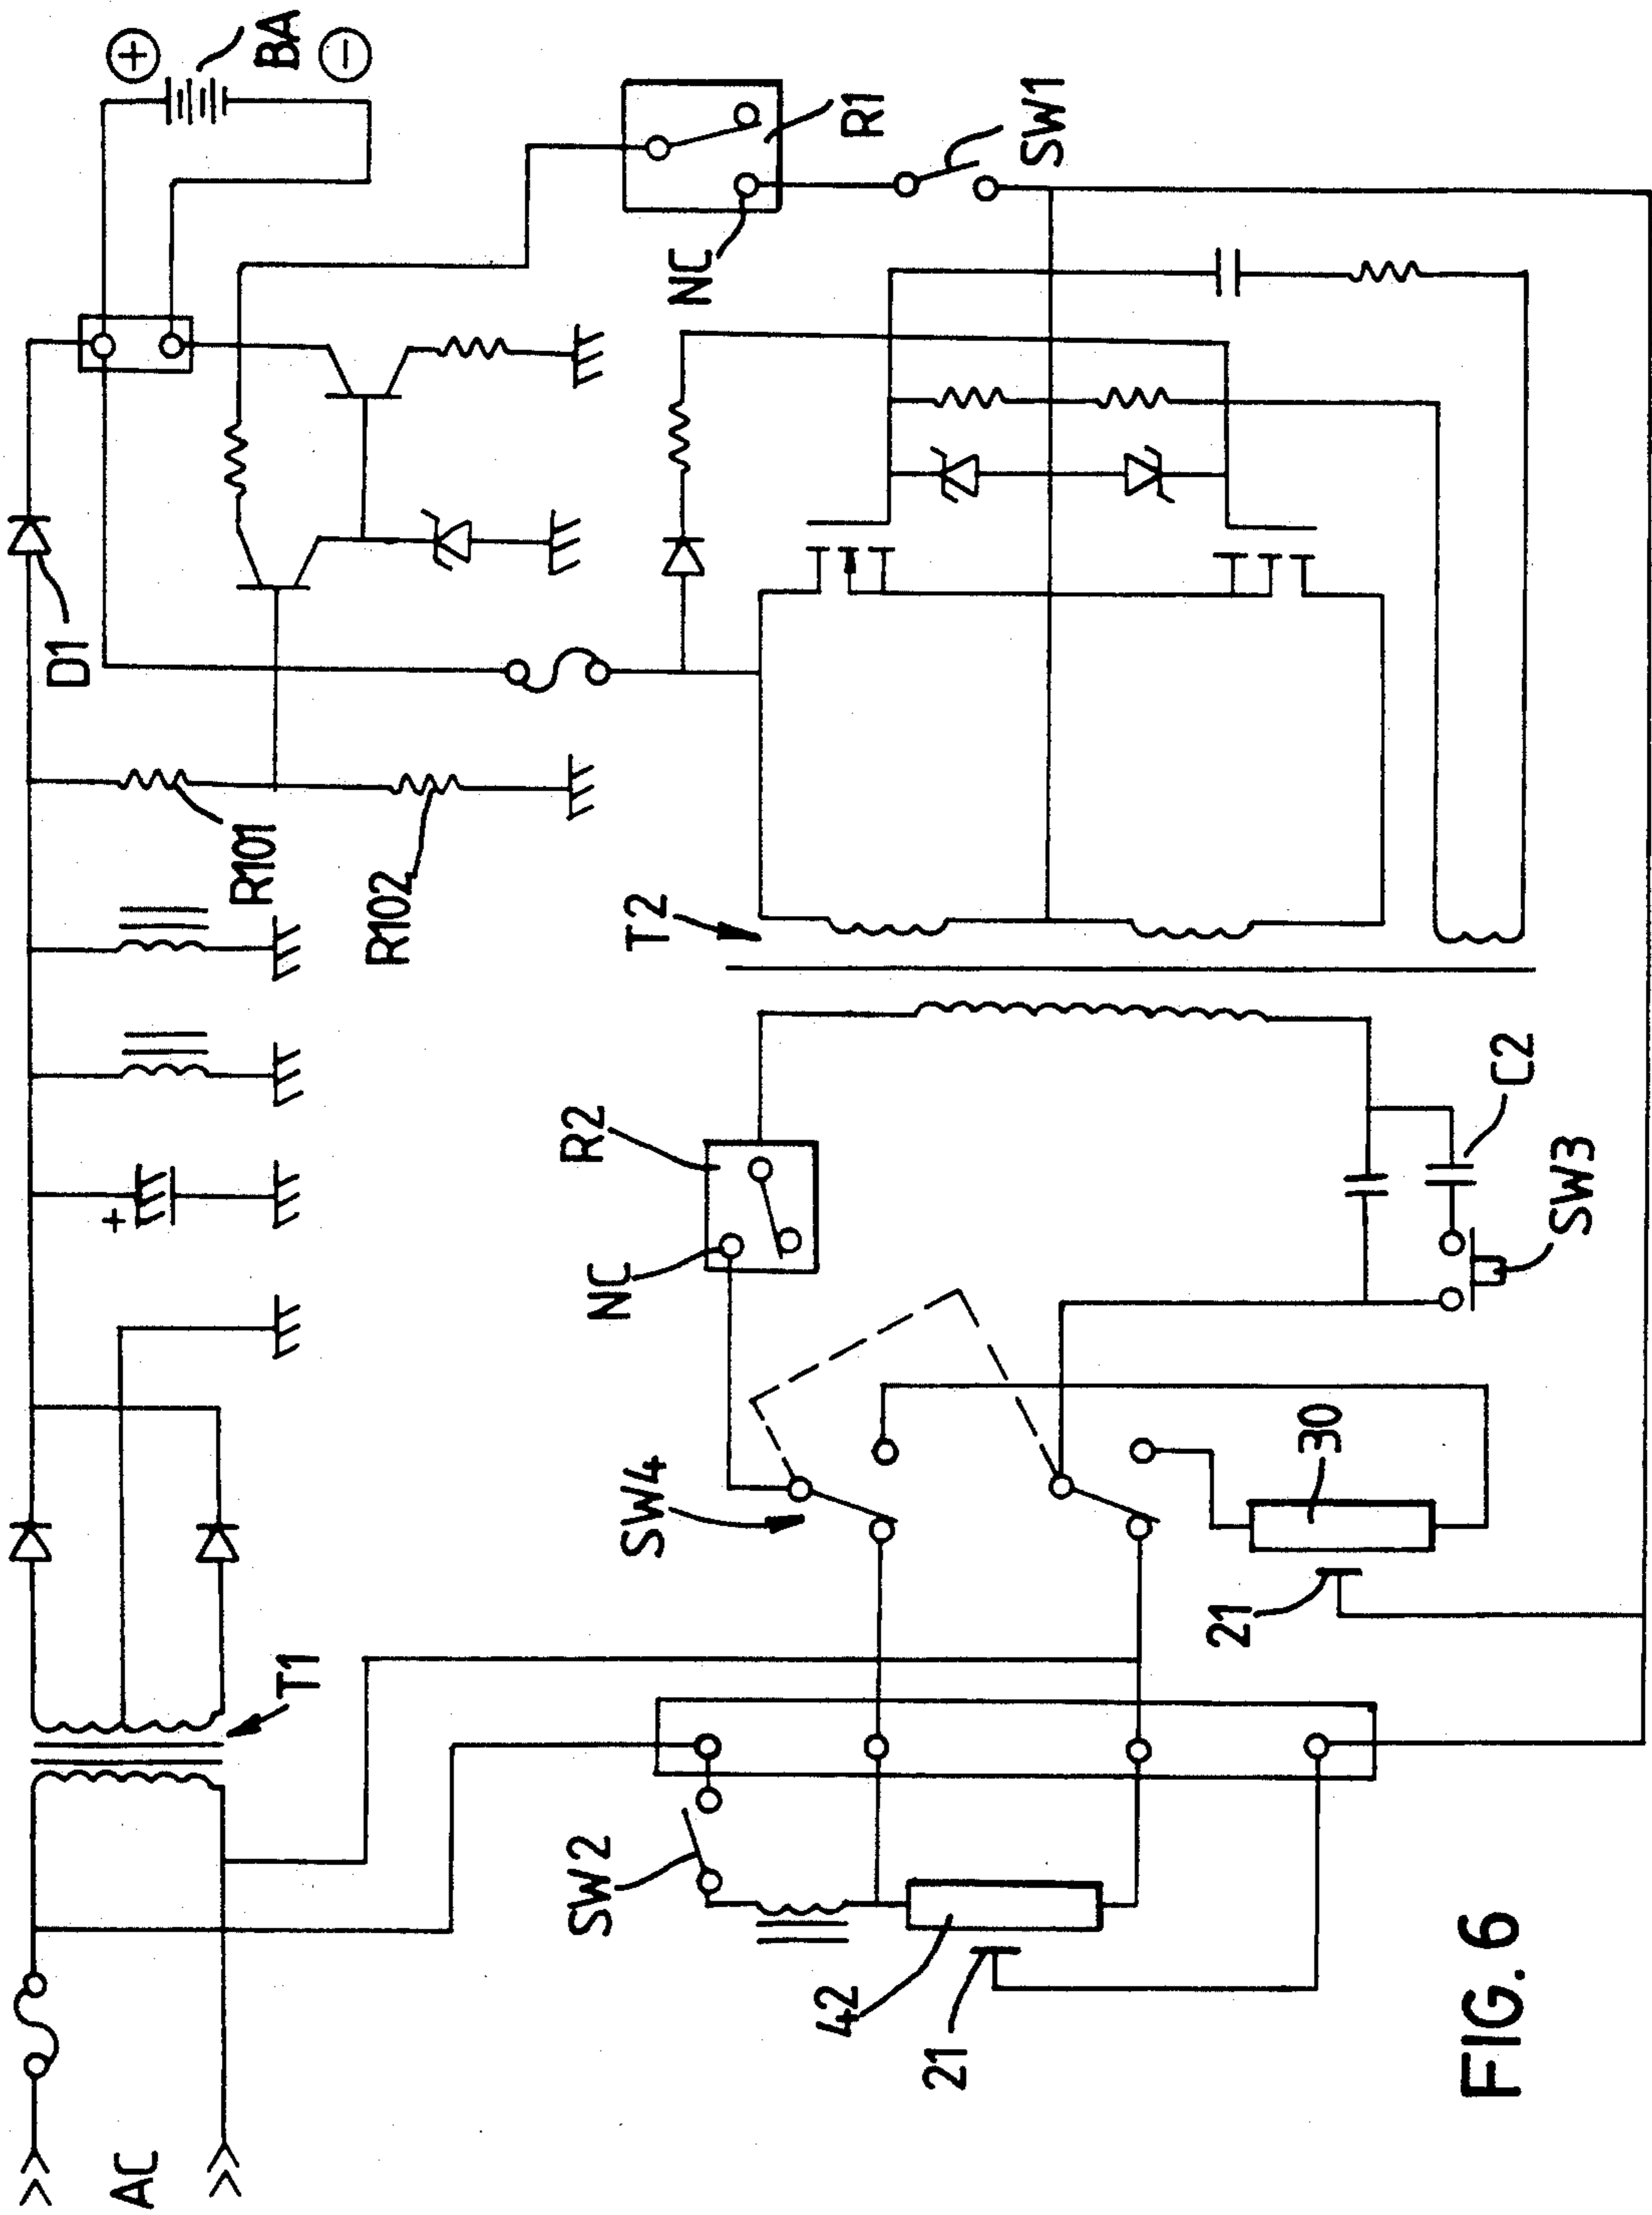 AC
T1
D1
+
R101
R102
+
BA
−
NC
R1
SW1
T2
R2
NC
C2
SW3
SW4
30
21
SW2
42
21
FIG. 6